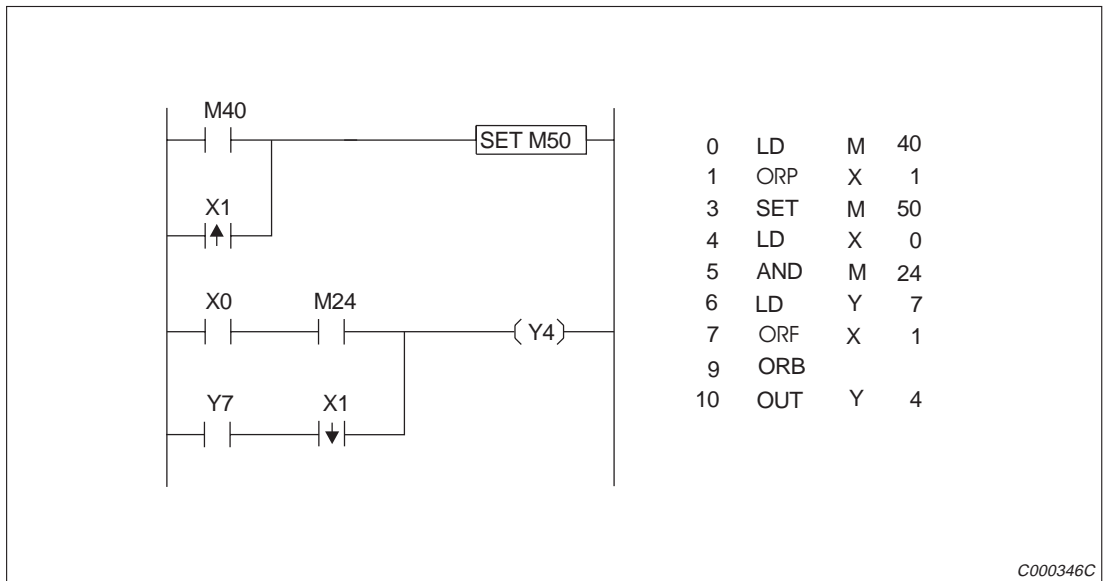 M40
SET M50
X1
X0 M24
Y4
Y7 X1
0 LD M 40
1 ORP X 1
3 SET M 50
4 LD X 0
5 AND M 24
6 LD Y 7
7 ORF X 1
9 ORB
10 OUT Y 4
C000346C